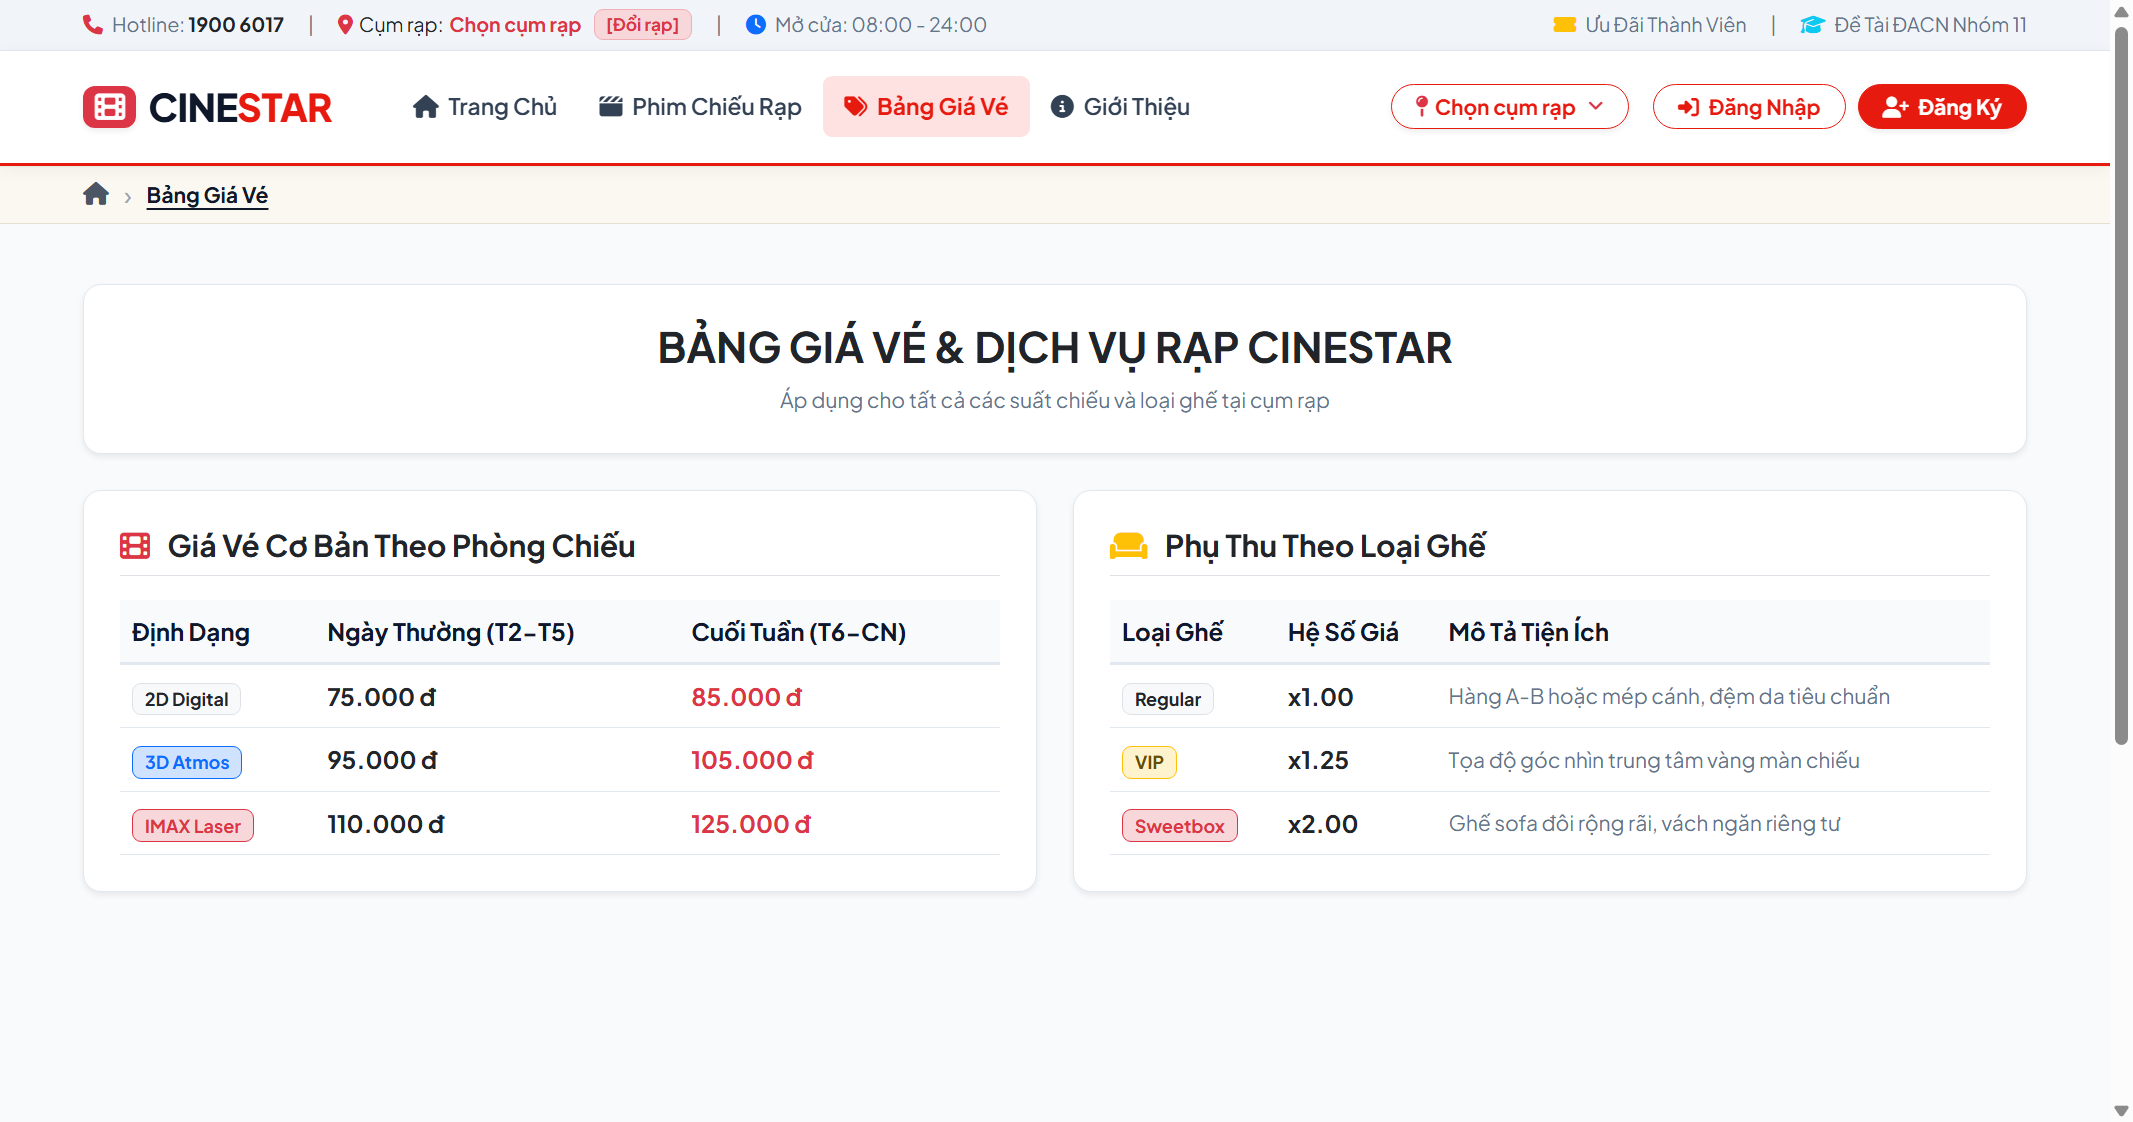 Hotline: 1900 6017 | Cụm rạp: Chọn cụm rạp [Đổi rạp] | Mở cửa: 08:00 - 24:00 Ưu Đãi Thành Viên | Đề Tài ĐACN Nhóm 11
CINESTAR Trang Chủ Phim Chiếu Rạp Bảng Giá Vé Giới Thiệu Chọn cụm rạp Đăng Nhập Đăng Ký
› Bảng Giá Vé
BẢNG GIÁ VÉ & DỊCH VỤ RẠP CINESTAR
Áp dụng cho tất cả các suất chiếu và loại ghế tại cụm rạp
Giá Vé Cơ Bản Theo Phòng Chiếu
Định Dạng Ngày Thường (T2-T5) Cuối Tuần (T6-CN)
2D Digital 75.000 đ 85.000 đ
3D Atmos 95.000 đ 105.000 đ
IMAX Laser 110.000 đ 125.000 đ
Phụ Thu Theo Loại Ghế
Loại Ghế Hệ Số Giá Mô Tả Tiện Ích
Regular x1.00 Hàng A-B hoặc mép cánh, đệm da tiêu chuẩn
VIP x1.25 Tọa độ góc nhìn trung tâm vàng màn chiếu
Sweetbox x2.00 Ghế sofa đôi rộng rãi, vách ngăn riêng tư